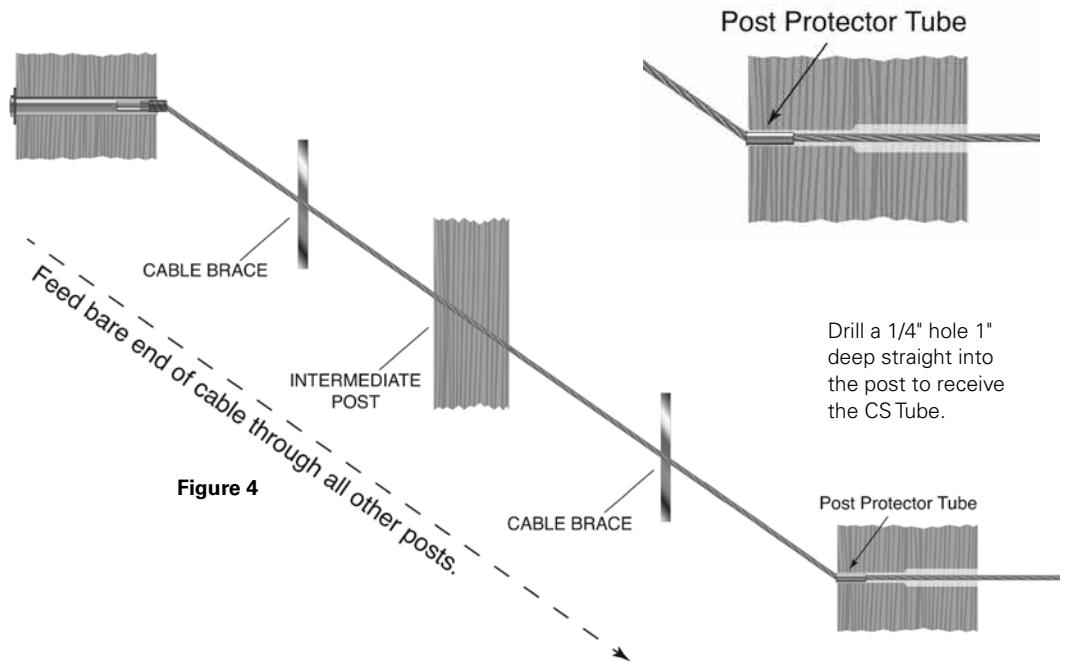 Post Protector Tube
CABLE BRACE
Feed bare end of cable through all other posts.
INTERMEDIATE
POST
Drill a 1/4" hole 1"
deep straight into
the post to receive
the CS Tube.
Figure 4
CABLE BRACE
Post Protector Tube